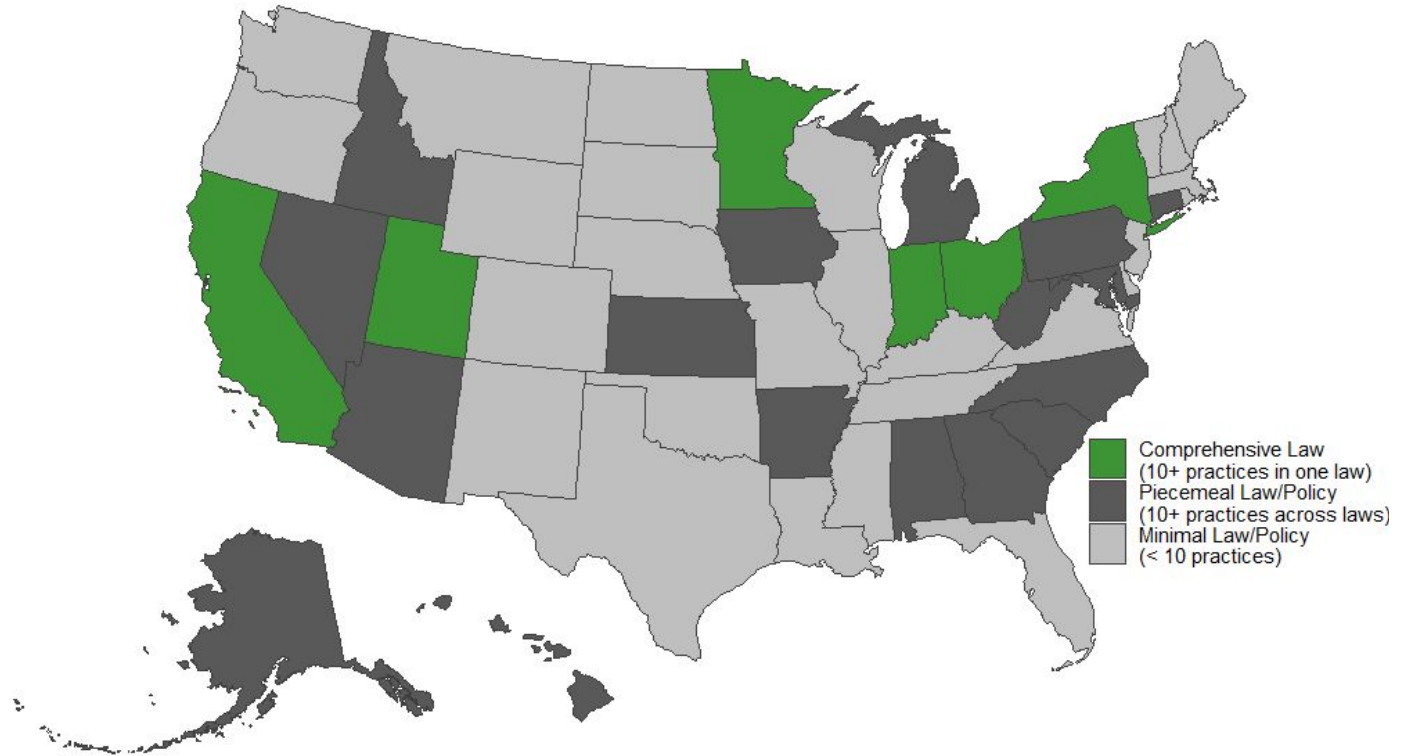 Comprehensive Law
(10+ practices in one law)
Piecemeal Law/Policy
(10+ practices across laws)
Minimal Law/Policy
(< 10 practices)